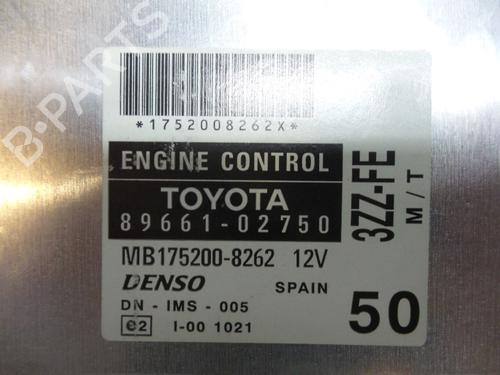 *1752008262X*
ENGINE CONTROL
TOYOTA
89661-02750
MB175200-8262 12V
DENSO SPAIN
DN - IMS - 005
e2 I-00 1021
50
3ZZ-FE
M/T
B-PARTS